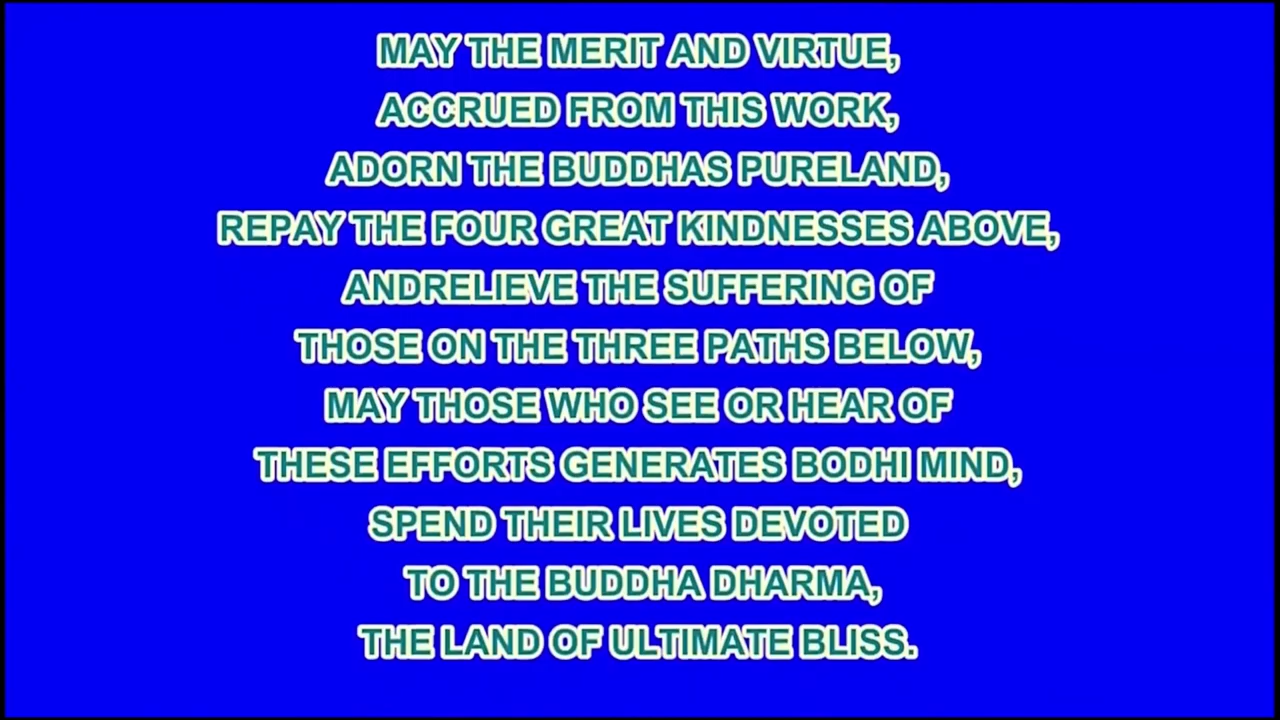 MAY THE MERIT AND VIRTUE,
ACCRUED FROM THIS WORK,
ADORN THE BUDDHAS PURELAND,
REPAY THE FOUR GREAT KINDNESSES ABOVE,
ANDRELIEVE THE SUFFERING OF
THOSE ON THE THREE PATHS BELOW,
MAY THOSE WHO SEE OR HEAR OF
THESE EFFORTS GENERATES BODHI MIND,
SPEND THEIR LIVES DEVOTED
TO THE BUDDHA DHARMA,
THE LAND OF ULTIMATE BLISS.